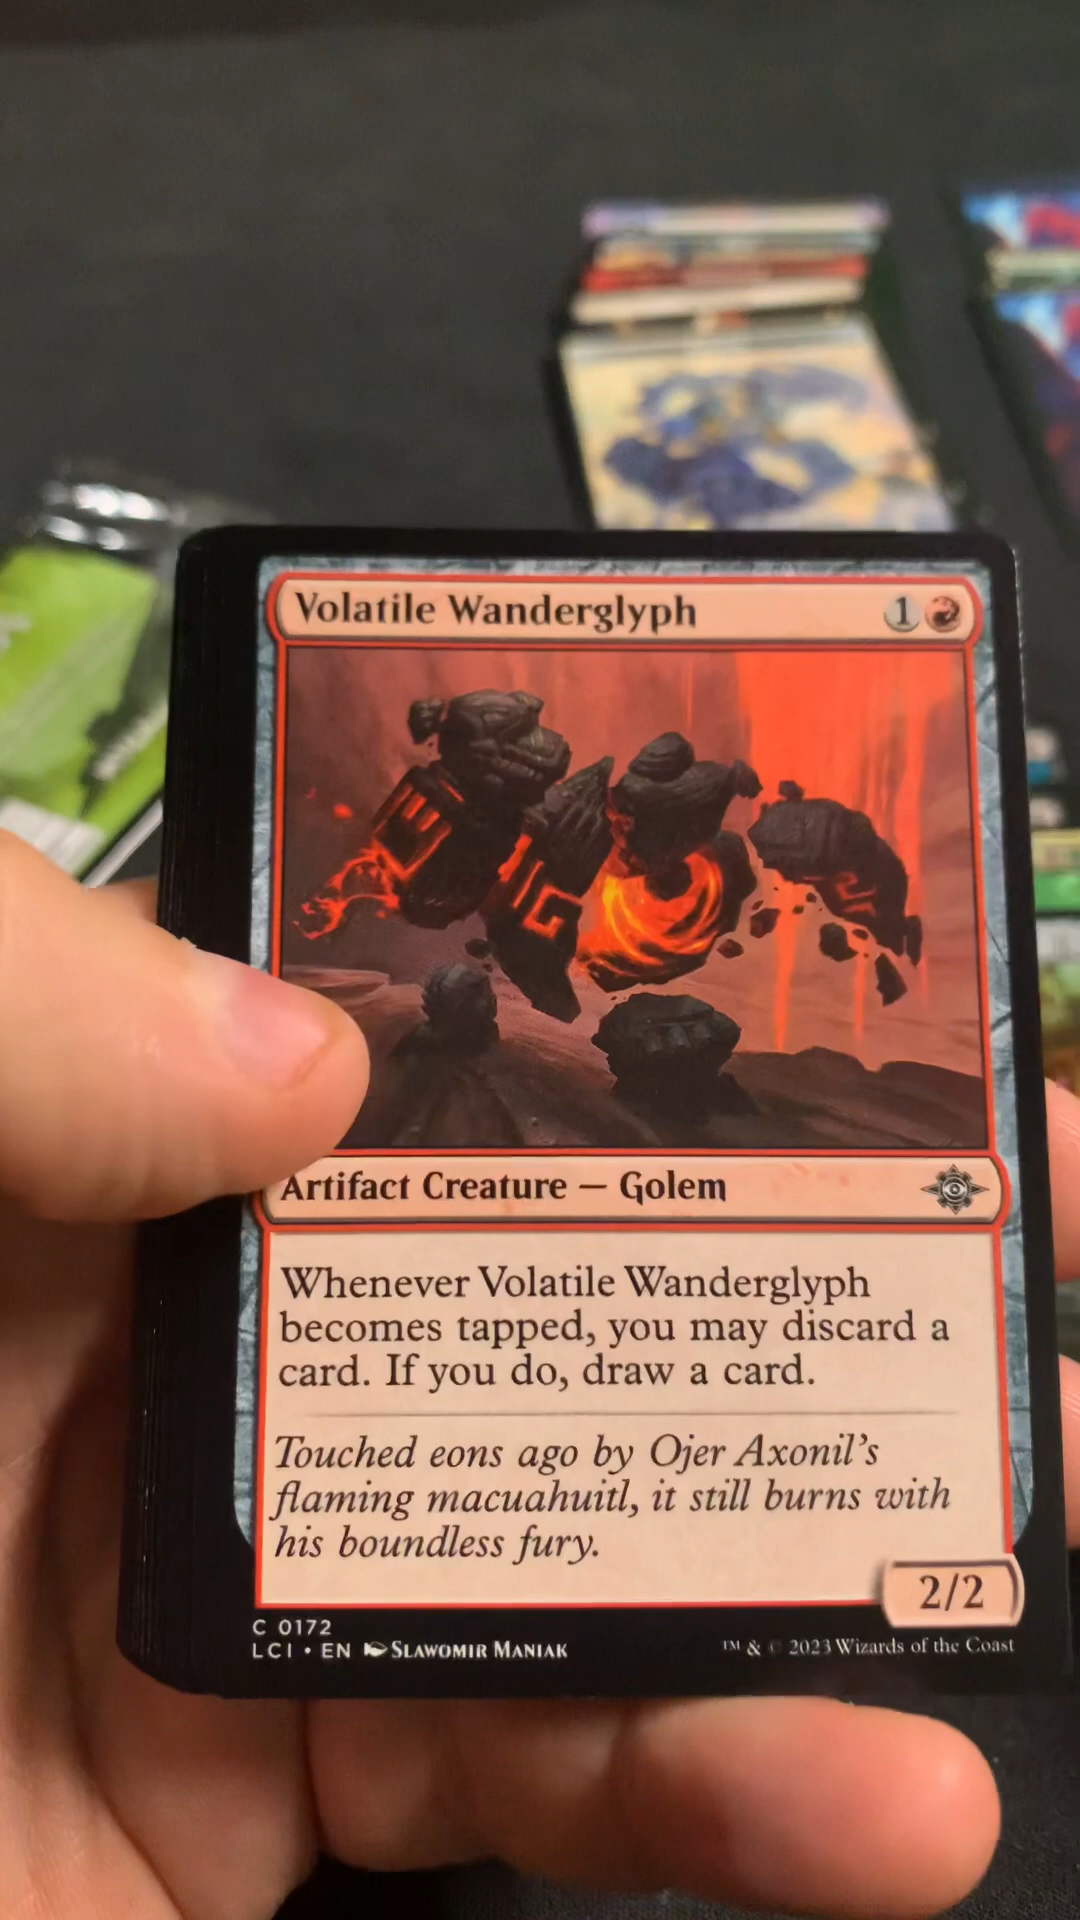 Volatile Wanderglyph 1
Artifact Creature — Golem
Whenever Volatile Wanderglyph
becomes tapped, you may discard a
card. If you do, draw a card.
Touched eons ago by Ojer Axonil's
flaming macuahuitl, it still burns with
his boundless fury.
2/2
C 0172
LCI • EN SLAWOMIR MANIAK
™ & © 2023 Wizards of the Coast